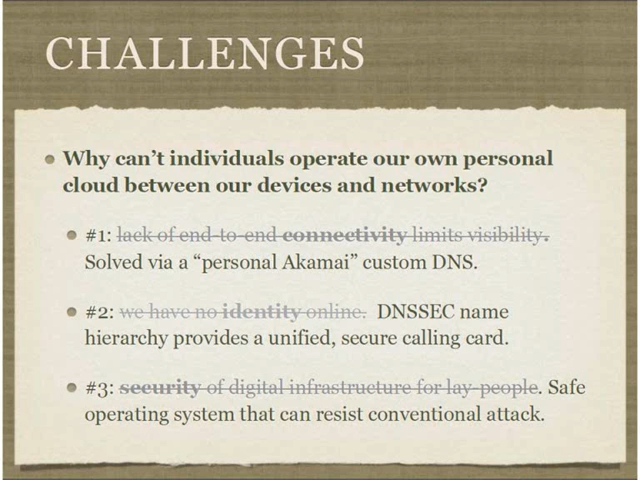 CHALLENGES
Why can't individuals operate our own personal
cloud between our devices and networks?
#1: lack of end-to-end connectivity limits visibility.
Solved via a “personal Akamai” custom DNS.
#2: we have no identity online. DNSSEC name
hierarchy provides a unified, secure calling card.
#3: security of digital infrastructure for lay-people. Safe
operating system that can resist conventional attack.